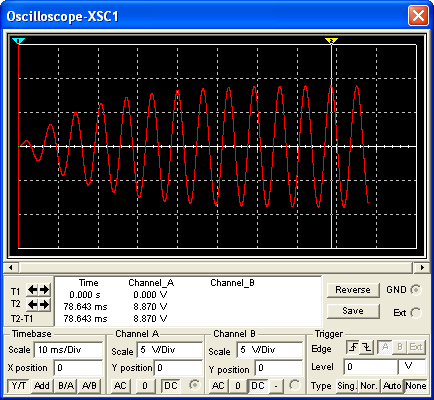 Oscilloscope-XSC1
1 2
Time Channel_A Channel_B
T1 0.000 s 0.000 V
T2 78.643 ms 8.870 V
T2-T1 78.643 ms 8.870 V
Reverse GND
Save Ext
Timebase
Scale 10 ms/Div
X position 0
Y/T Add B/A A/B
Channel A
Scale 5 V/Div
Y position 0
AC 0 DC
Channel B
Scale 5 V/Div
Y position 0
AC 0 DC -
Trigger
Edge A B Ext
Level 0 V
Type Sing. Nor. Auto None